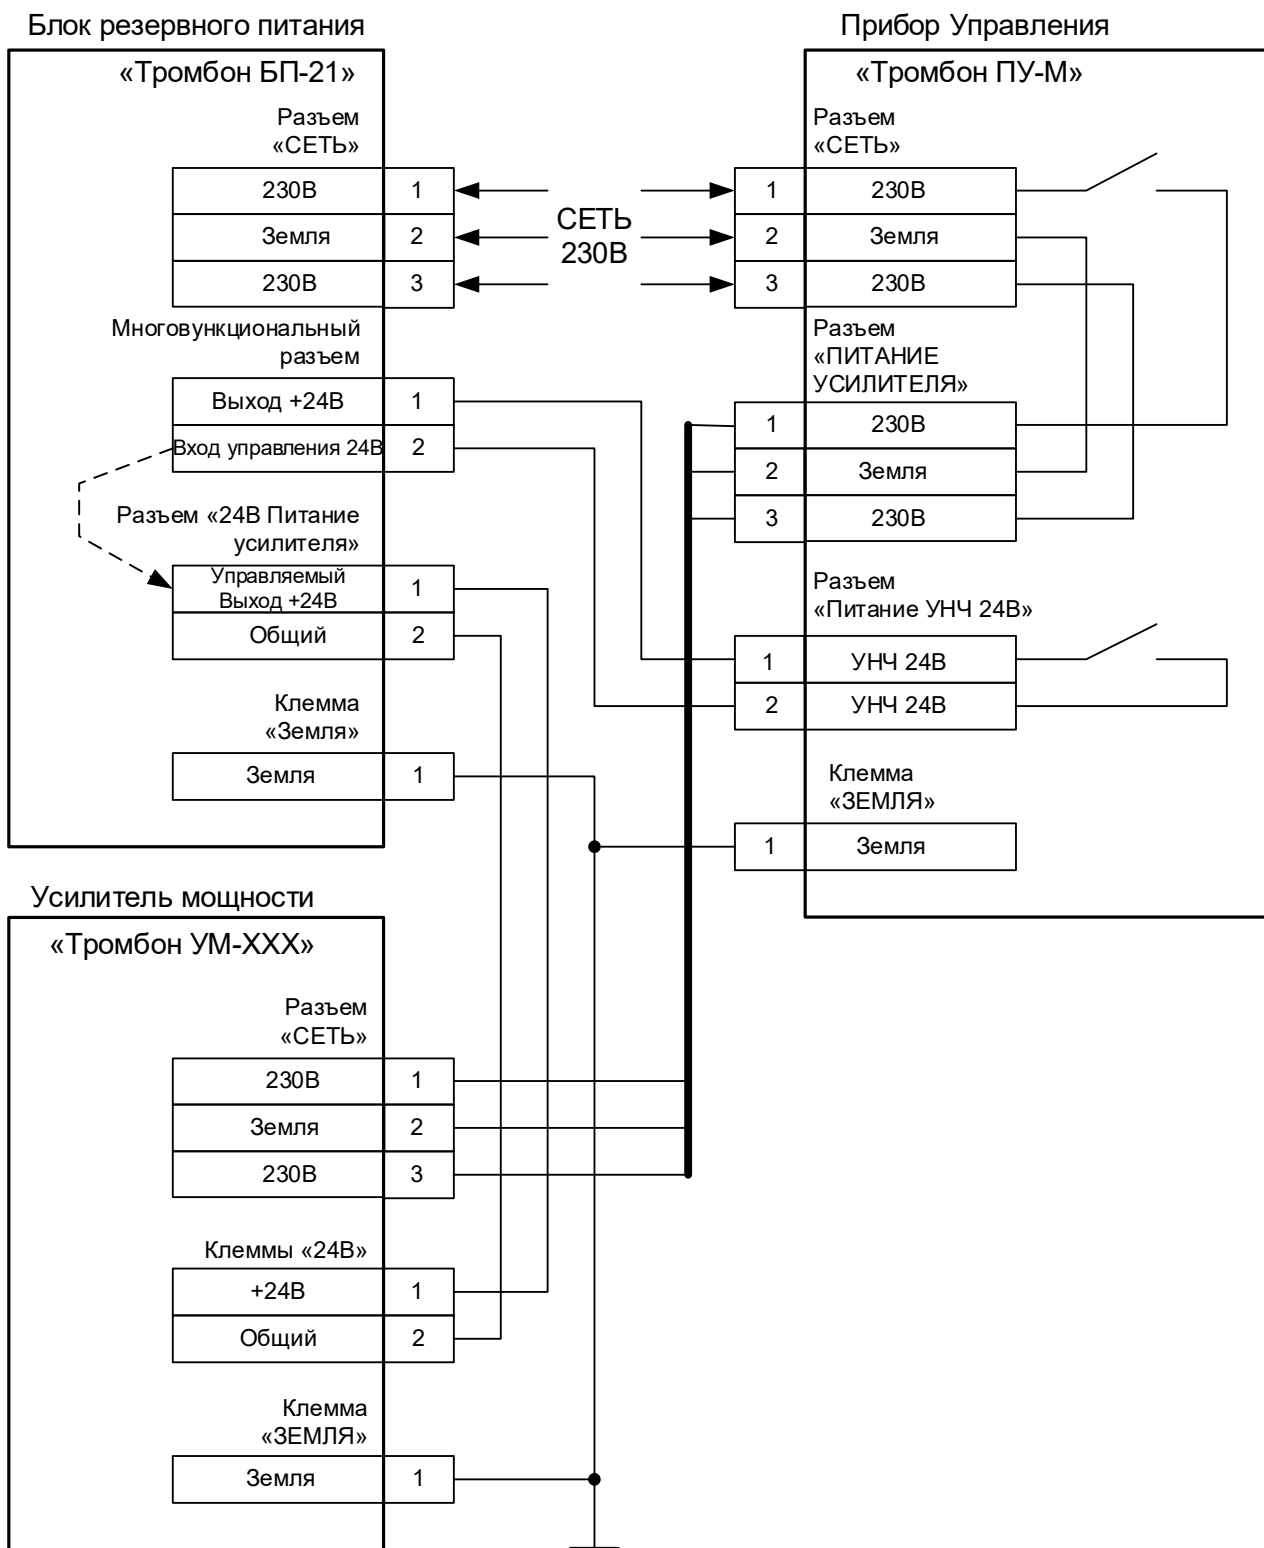 Блок резервного питания
«Тромбон БП-21»
Разъем
«СЕТЬ»
230В 1
Земля 2
230В 3
Многовункциональный
разъем
Выход +24В 1
Вход управления 24В 2
Разъем «24В Питание
усилителя»
Управляемый
Выход +24В 1
Общий 2
Клемма
«Земля»
Земля 1
СЕТЬ
230В
Прибор Управления
«Тромбон ПУ-М»
Разъем
«СЕТЬ»
1 230В
2 Земля
3 230В
Разъем
«ПИТАНИЕ
УСИЛИТЕЛЯ»
1 230В
2 Земля
3 230В
Разъем
«Питание УНЧ 24В»
1 УНЧ 24В
2 УНЧ 24В
Клемма
«ЗЕМЛЯ»
1 Земля
Усилитель мощности
«Тромбон УМ-ХХХ»
Разъем
«СЕТЬ»
230В 1
Земля 2
230В 3
Клеммы «24В»
+24В 1
Общий 2
Клемма
«ЗЕМЛЯ»
Земля 1